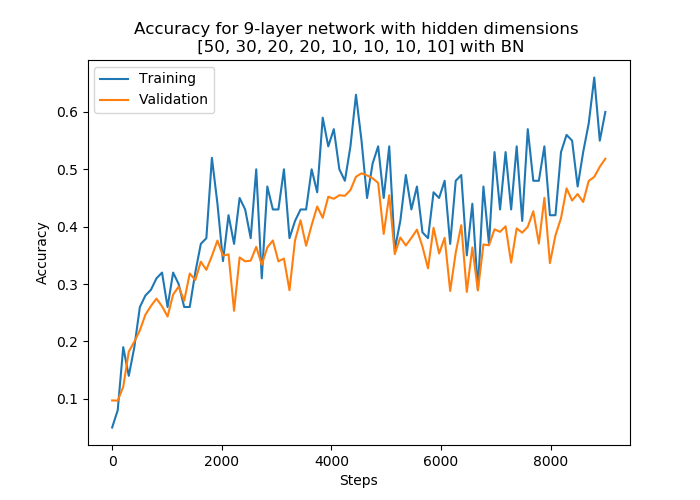 Accuracy for 9-layer network with hidden dimensions
[50, 30, 20, 20, 10, 10, 10, 10] with BN
Training
Validation
0.6
0.5
0.4
0.3
0.2
0.1
Accuracy
0 2000 4000 6000 8000
Steps